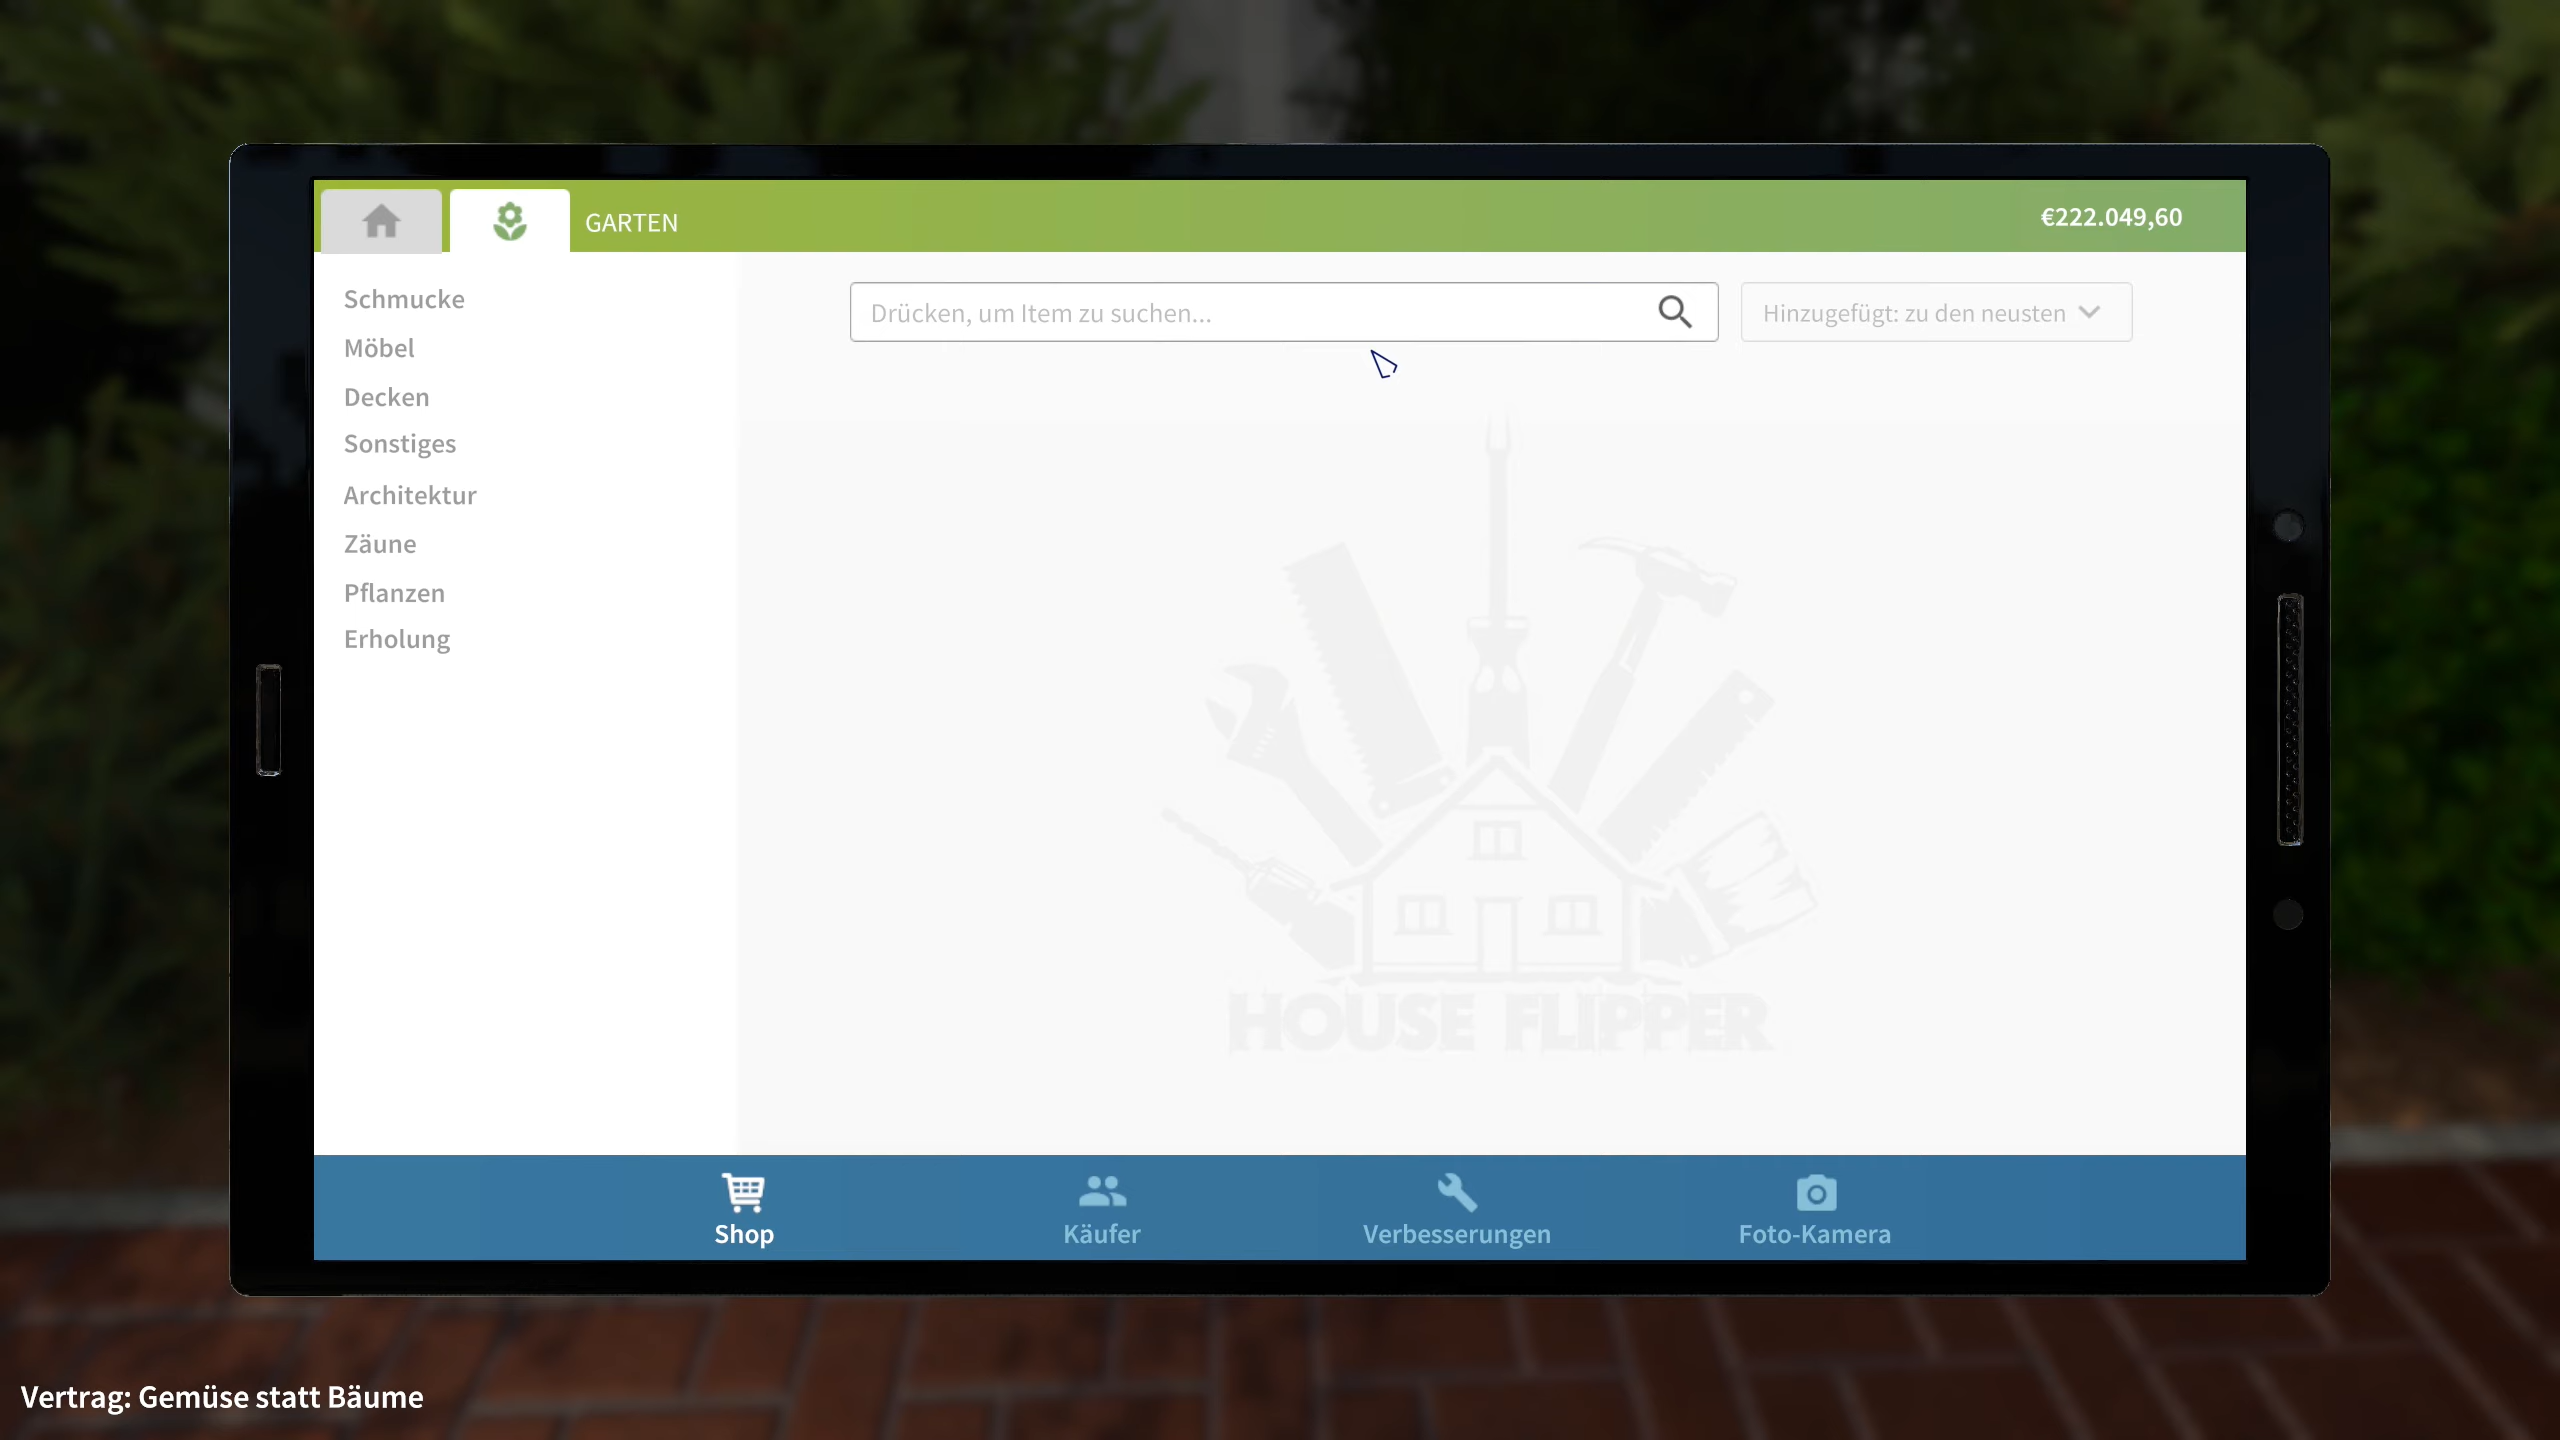 GARTEN
€222.049,60
Schmucke
Möbel
Decken
Sonstiges
Architektur
Zäune
Pflanzen
Erholung
Drücken, um Item zu suchen...
Hinzugefügt: zu den neusten
HOUSE FLIPPER
Shop
Käufer
Verbesserungen
Foto-Kamera
Vertrag: Gemüse statt Bäume